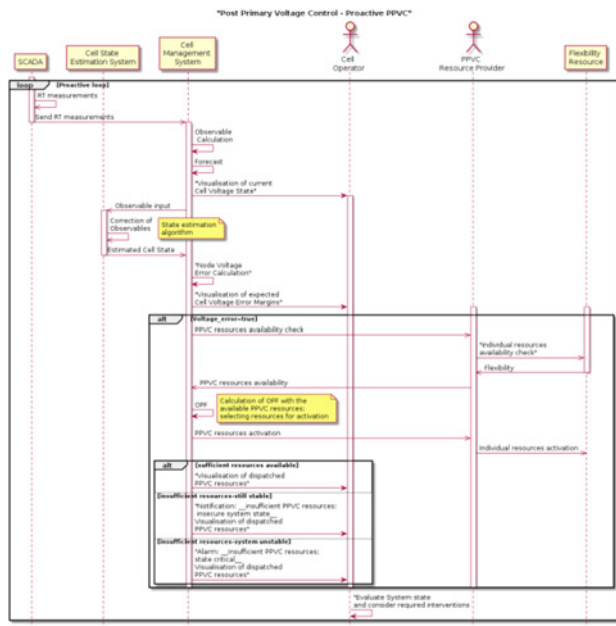 "Post Primary Voltage Control - Proactive PPVC"
SCADA
Cell State
Estimation System
Cell
Management
System
Cell
Operator
PPVC
Resource Provider
Flexibility
Resource
loop
[Proactive loop]
RT measurements
Send RT measurements
Observable
Calculation
Forecast
"Visualisation of current
Cell Voltage State"
Observable input
Correction of
Observables
State estimation
algorithm
Estimated Cell State
"Node Voltage
Error Calculation"
"Visualisation of expected
Cell Voltage Error Margins"
alt
[Voltage_error=true]
PPVC resources availability check
"Individual resources
availability check"
Flexibility
PPVC resources availability
OPF
Calculation of OPF with the
available PPVC resources;
selecting resources for activation
PPVC resources activation
Individual resources activation
alt
[sufficient resources available]
"Visualisation of dispatched
PPVC resources"
[insufficient resources-still stable]
"Notification: __insufficient PPVC resources:
insecure system state__
Visualisation of dispatched
PPVC resources"
[insufficient resources-system unstable]
"Alarm: __insufficient PPVC resources;
state critical__
Visualisation of dispatched
PPVC resources"
"Evaluate System state
and consider required interventions